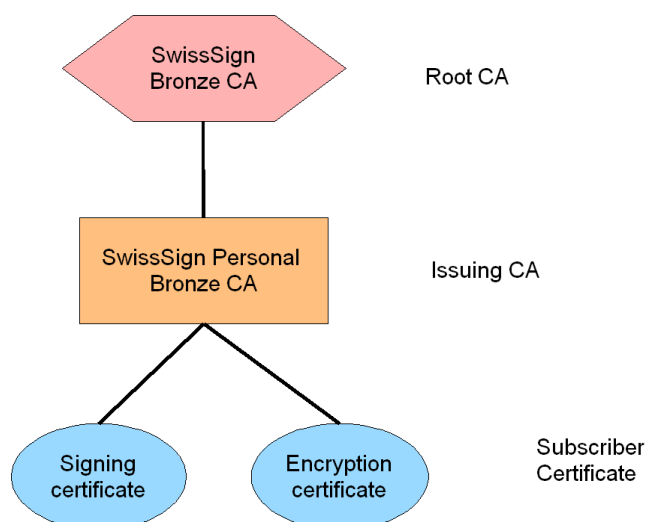 SwissSign
Bronze CA
Root CA
SwissSign Personal
Bronze CA
Issuing CA
Signing
certificate
Encryption
certificate
Subscriber
Certificate